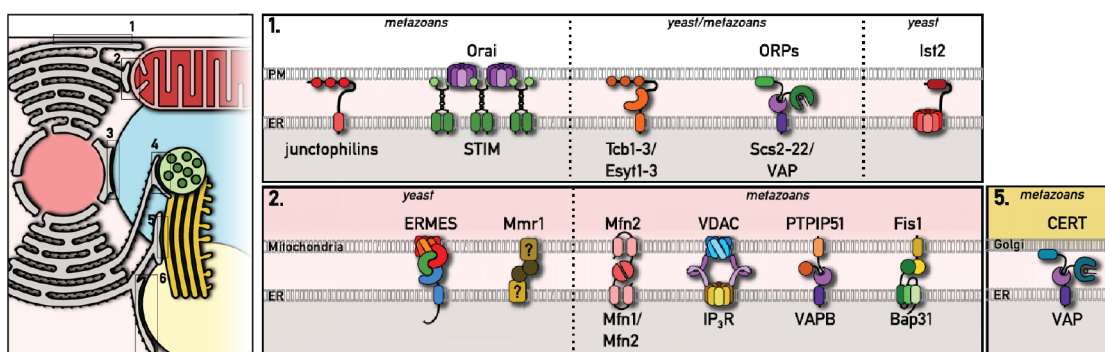 1
2
3
4
5
6
1.
metazoans
yeast/metazoans
yeast
Orai
ORPs
Ist2
PM
ER
junctophilins
STIM
Tcb1-3/
Esyt1-3
Scs2-22/
VAP
2.
yeast
metazoans
ERMES
Mmr1
Mfn2
VDAC
PTPIP51
Fis1
Mitochondria
?
?
ER
Mfn1/
Mfn2
IP₃R
VAPB
Bap31
5.
metazoans
CERT
Golgi
ER
VAP